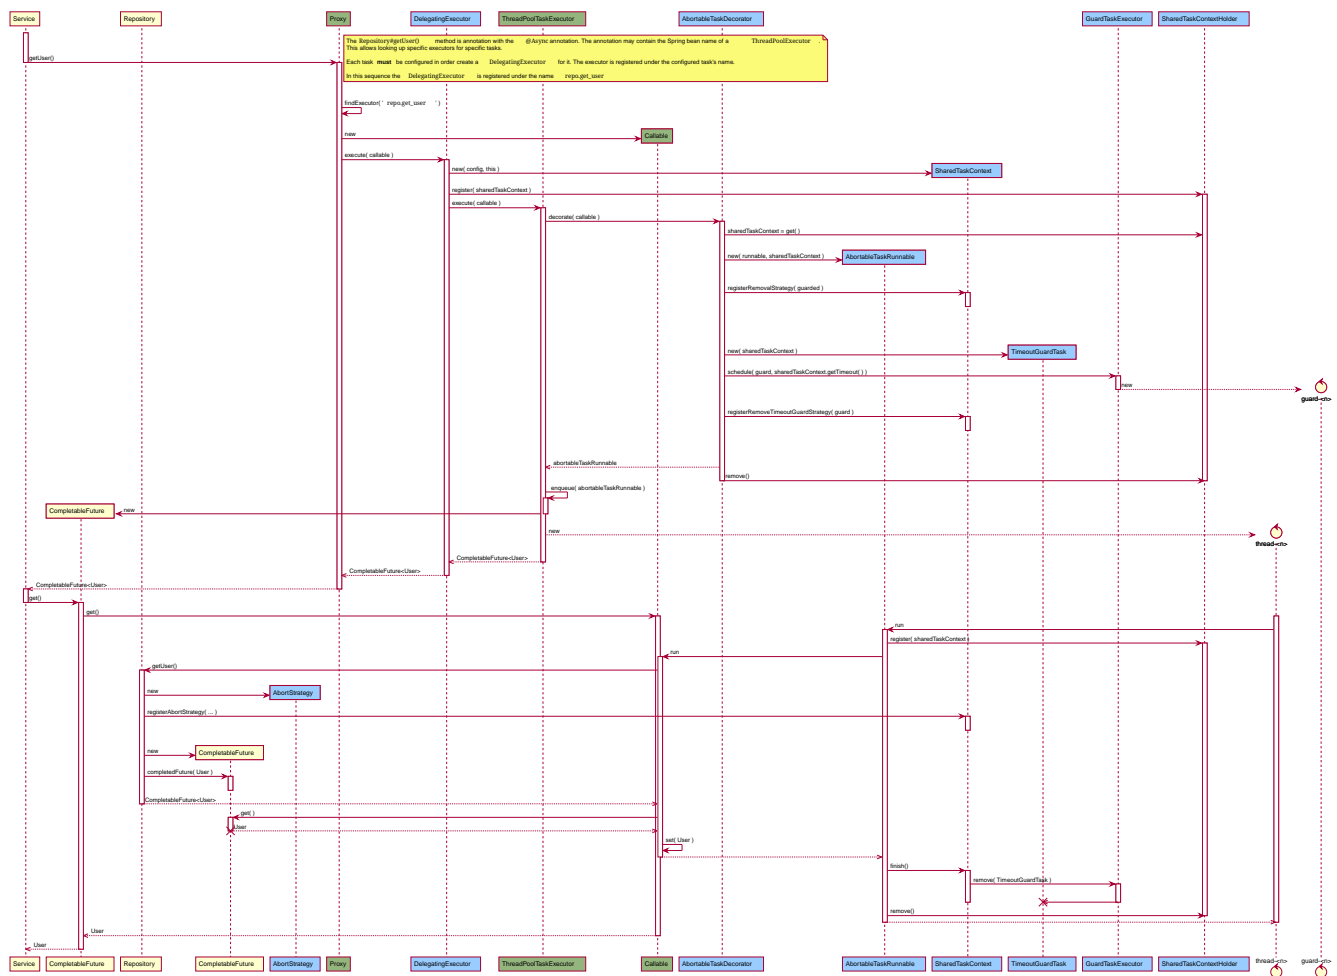 Service
Repository
Proxy
DelegatingExecutor
ThreadPoolTaskExecutor
AbortableTaskDecorator
GuardTaskExecutor
SharedTaskContextHolder
The Repository#getUser() method is annotation with the @Async annotation. The annotation may contain the Spring bean name of a ThreadPoolExecutor .
This allows looking up specific executors for specific tasks.
Each task must be configured in order create a DelegatingExecutor for it. The executor is registered under the configured task's name.
In this sequence the DelegatingExecutor is registered under the name repo.get_user
getUser()
findExecutor( ' repo.get_user ' )
new
Callable
execute( callable )
new( config, this )
SharedTaskContext
register( sharedTaskContext )
execute( callable )
decorate( callable )
sharedTaskContext = get( )
new( runnable, sharedTaskContext )
AbortableTaskRunnable
registerRemovalStrategy( guarded )
new( sharedTaskContext )
TimeoutGuardTask
schedule( guard, sharedTaskContext.getTimeout( ) )
new
guard-<n>
registerRemoveTimeoutGuardStrategy( guard )
abortableTaskRunnable
remove()
enqueue( abortableTaskRunnable )
CompletableFuture
new
new
thread-<n>
CompletableFuture<User>
CompletableFuture<User>
CompletableFuture<User>
get()
get()
run
register( sharedTaskContext )
run
getUser()
new
AbortStrategy
registerAbortStrategy( ... )
new
CompletableFuture
completedFuture( User )
CompletableFuture<User>
get( )
User
set( User )
finish()
remove( TimeoutGuardTask )
remove()
User
User
Service
CompletableFuture
Repository
CompletableFuture
AbortStrategy
Proxy
DelegatingExecutor
ThreadPoolTaskExecutor
Callable
AbortableTaskDecorator
AbortableTaskRunnable
SharedTaskContext
TimeoutGuardTask
GuardTaskExecutor
SharedTaskContextHolder
thread-<n>
guard-<n>